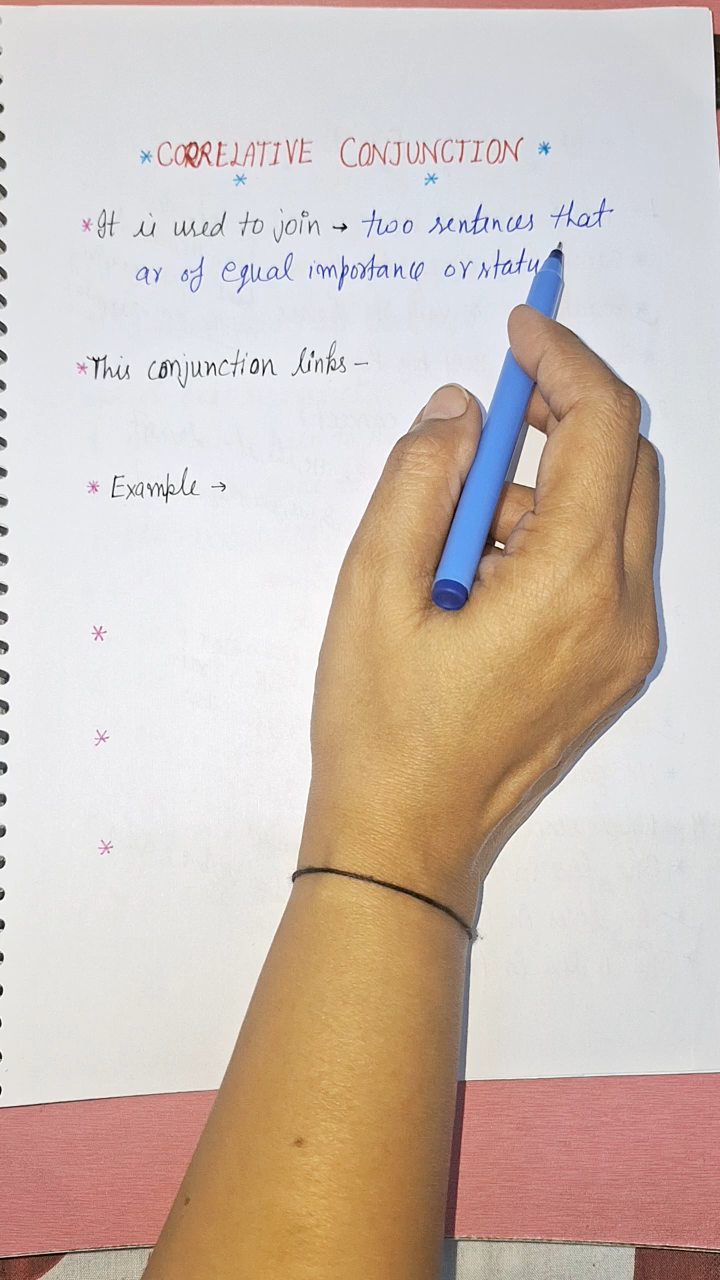 *CORRELATIVE CONJUNCTION *
* *
*It is used to join → two sentences that
ar of equal importance or statu
*This conjunction links –
* Example →
*
*
*